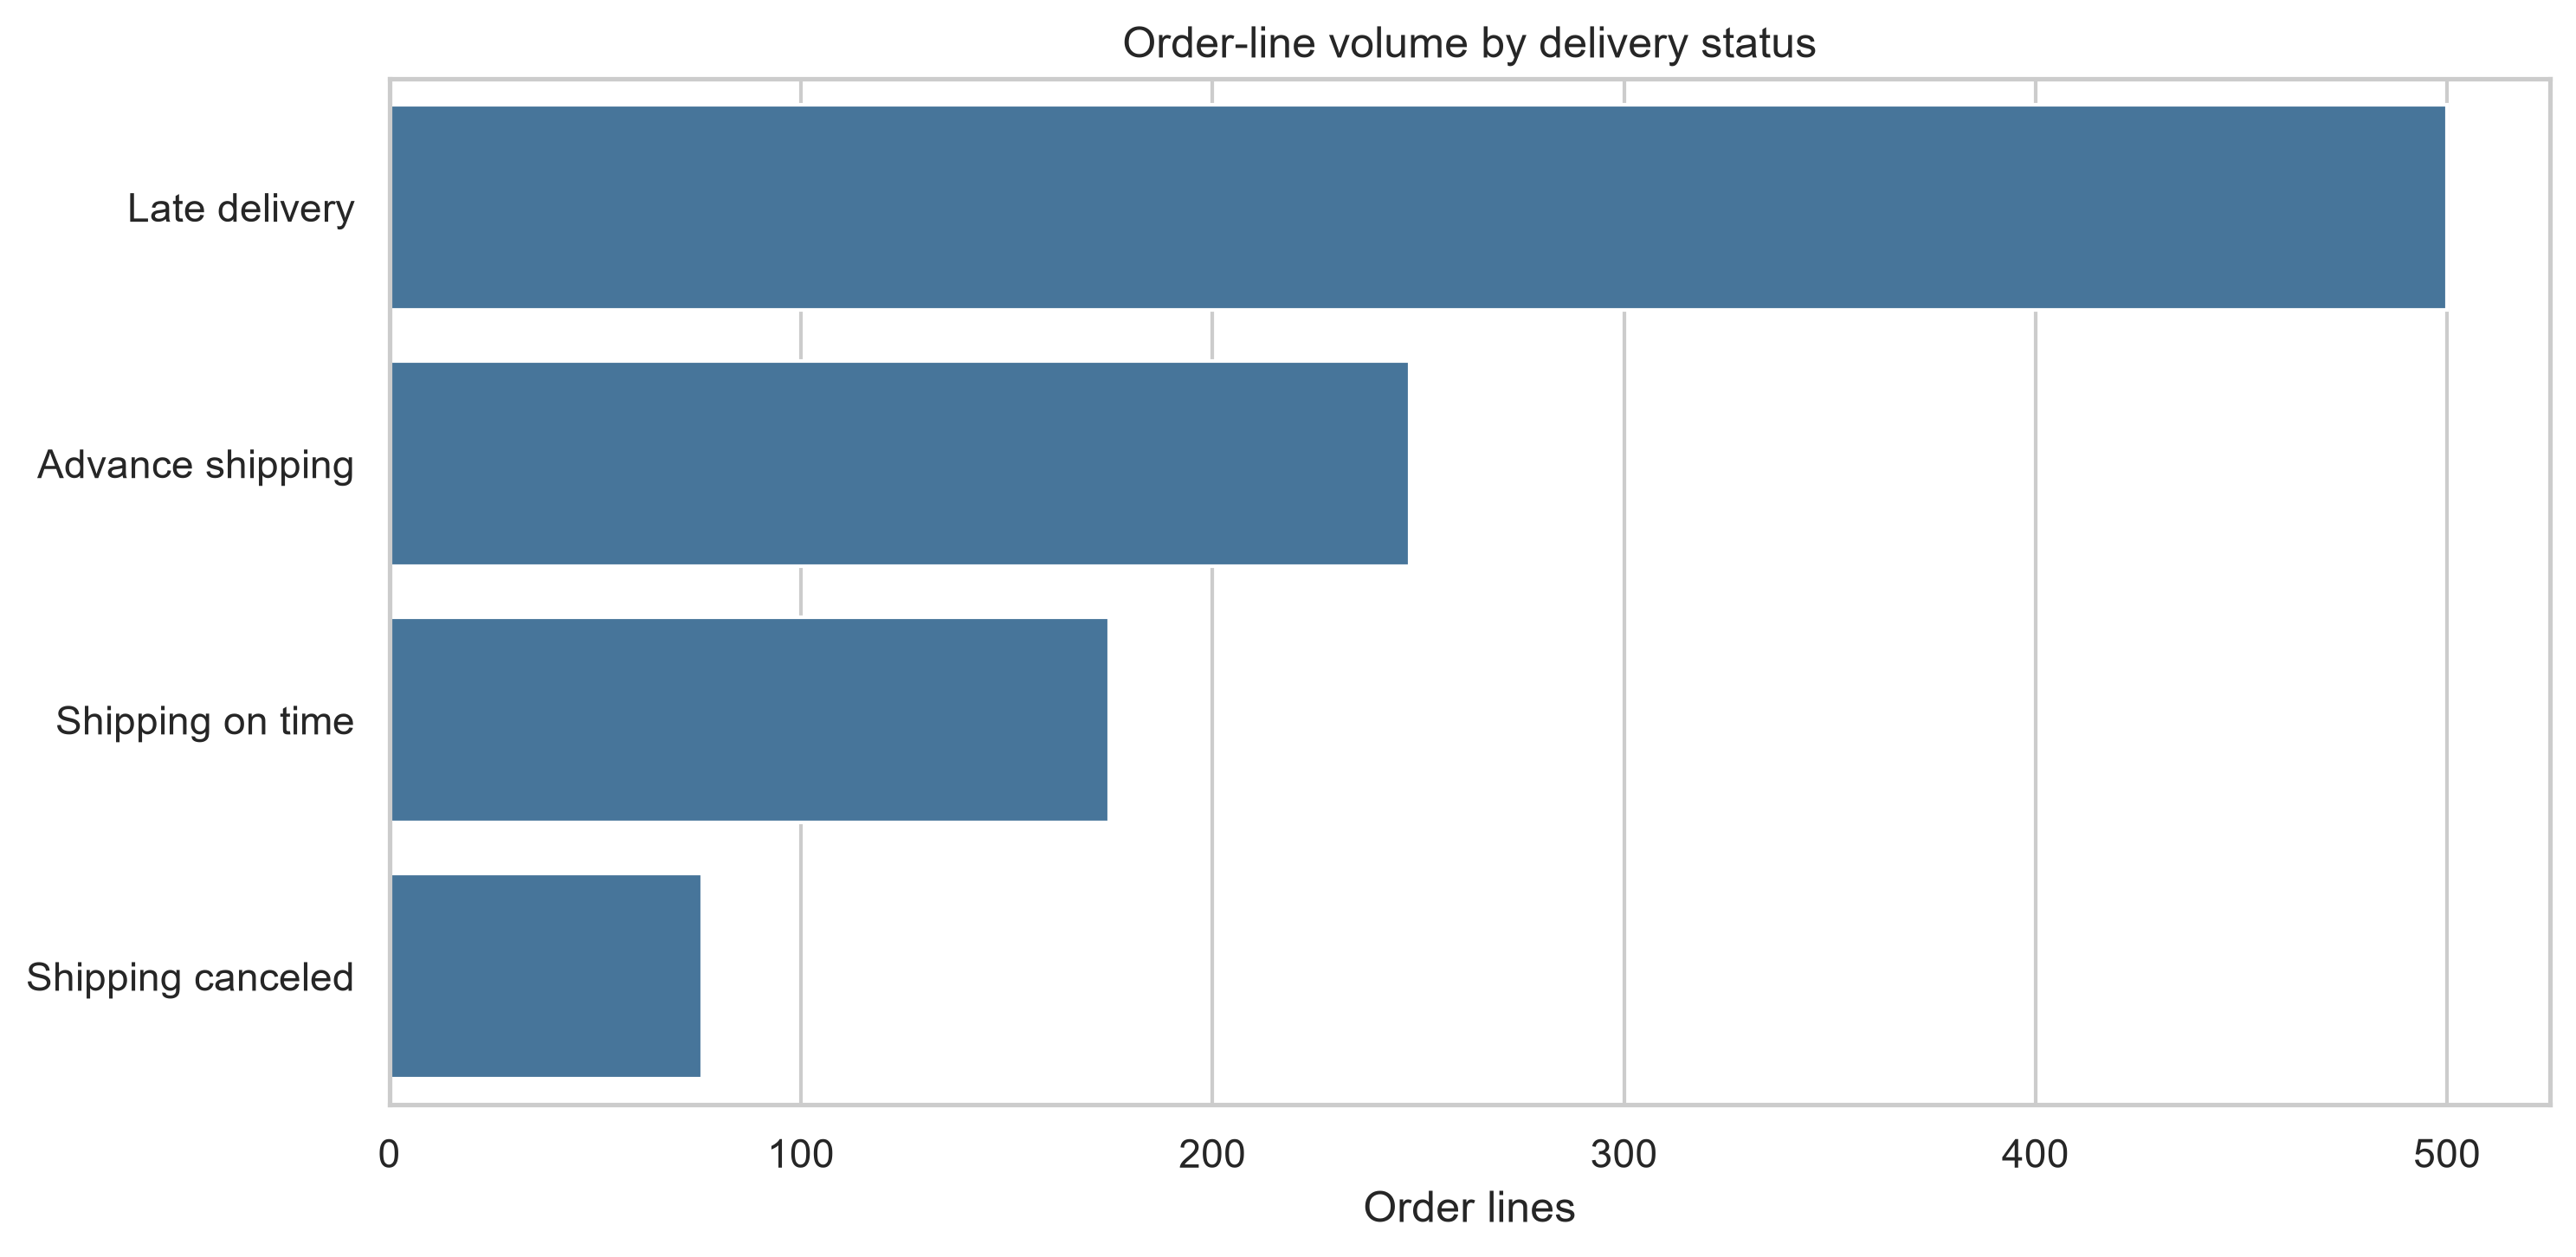 Order-line volume by delivery status
Late delivery
Advance shipping
Shipping on time
Shipping canceled
0 100 200 300 400 500
Order lines